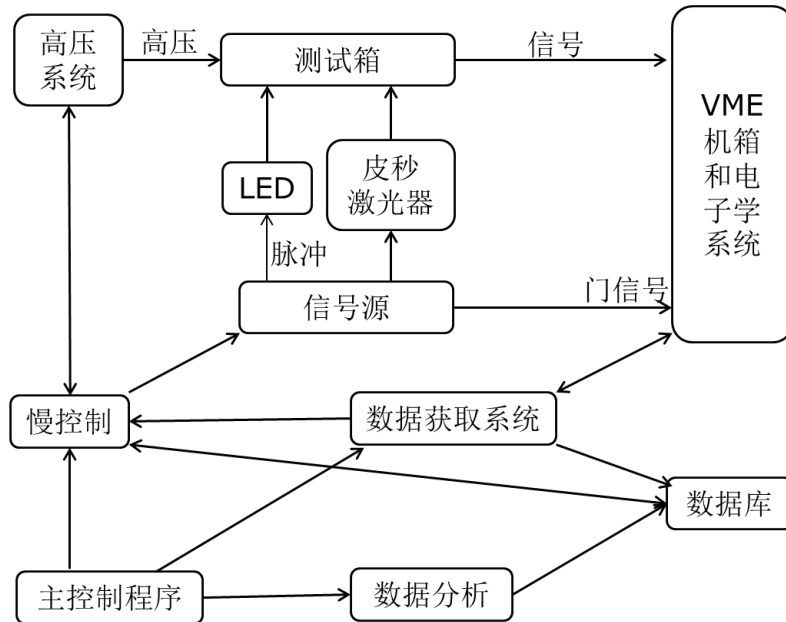 高压
系统
高压
测试箱
信号
VME
机箱
和电
子学
系统
LED
皮秒
激光器
脉冲
信号源
门信号
慢控制
数据获取系统
数据库
主控制程序
数据分析